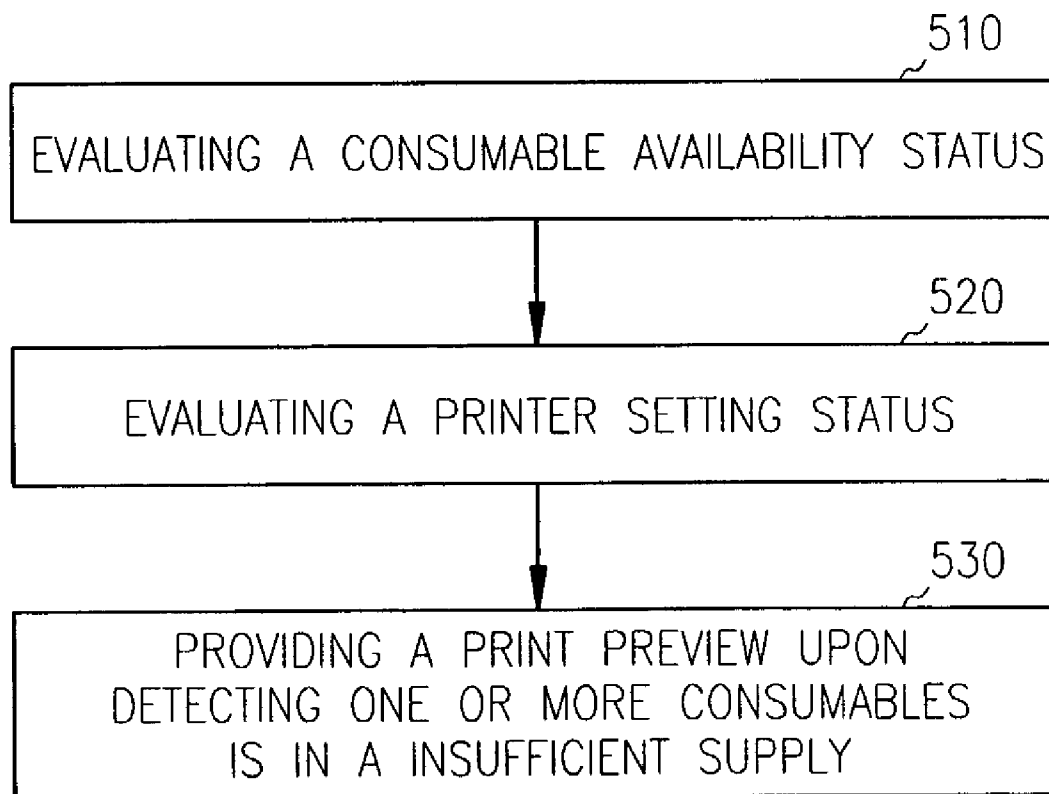 510
EVALUATING A CONSUMABLE AVAILABILITY STATUS
520
EVALUATING A PRINTER SETTING STATUS
530
PROVIDING A PRINT PREVIEW UPON
DETECTING ONE OR MORE CONSUMABLES
IS IN A INSUFFICIENT SUPPLY